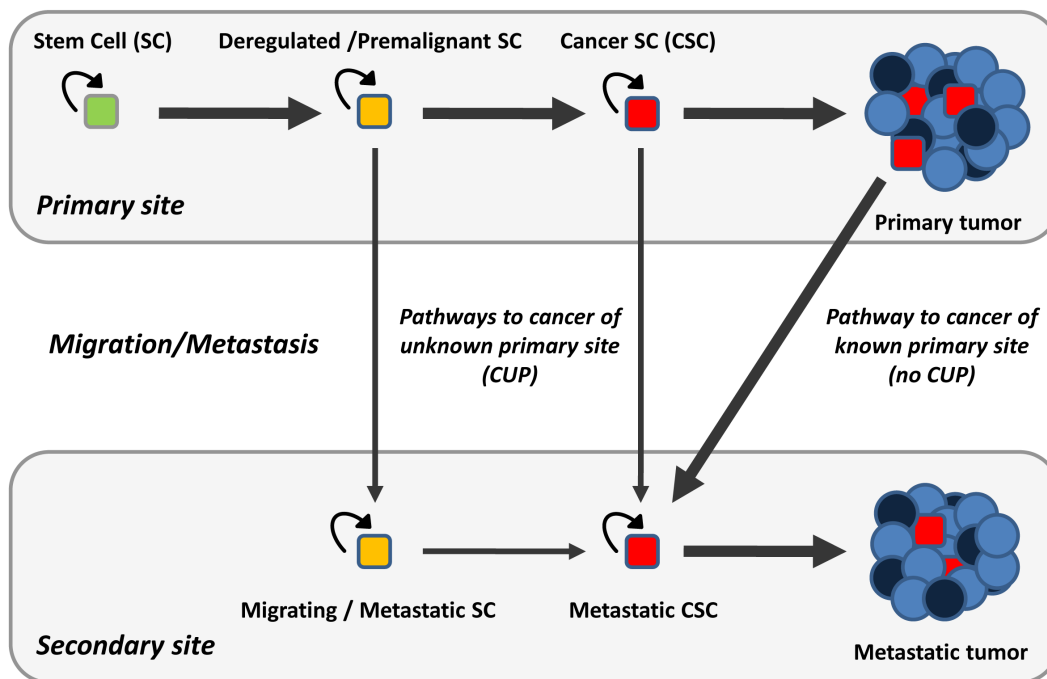 Stem Cell (SC)
Deregulated /Premalignant SC
Cancer SC (CSC)
Primary site
Primary tumor
Migration/Metastasis
Pathways to cancer of
unknown primary site
(CUP)
Pathway to cancer of
known primary site
(no CUP)
Migrating / Metastatic SC
Metastatic CSC
Secondary site
Metastatic tumor